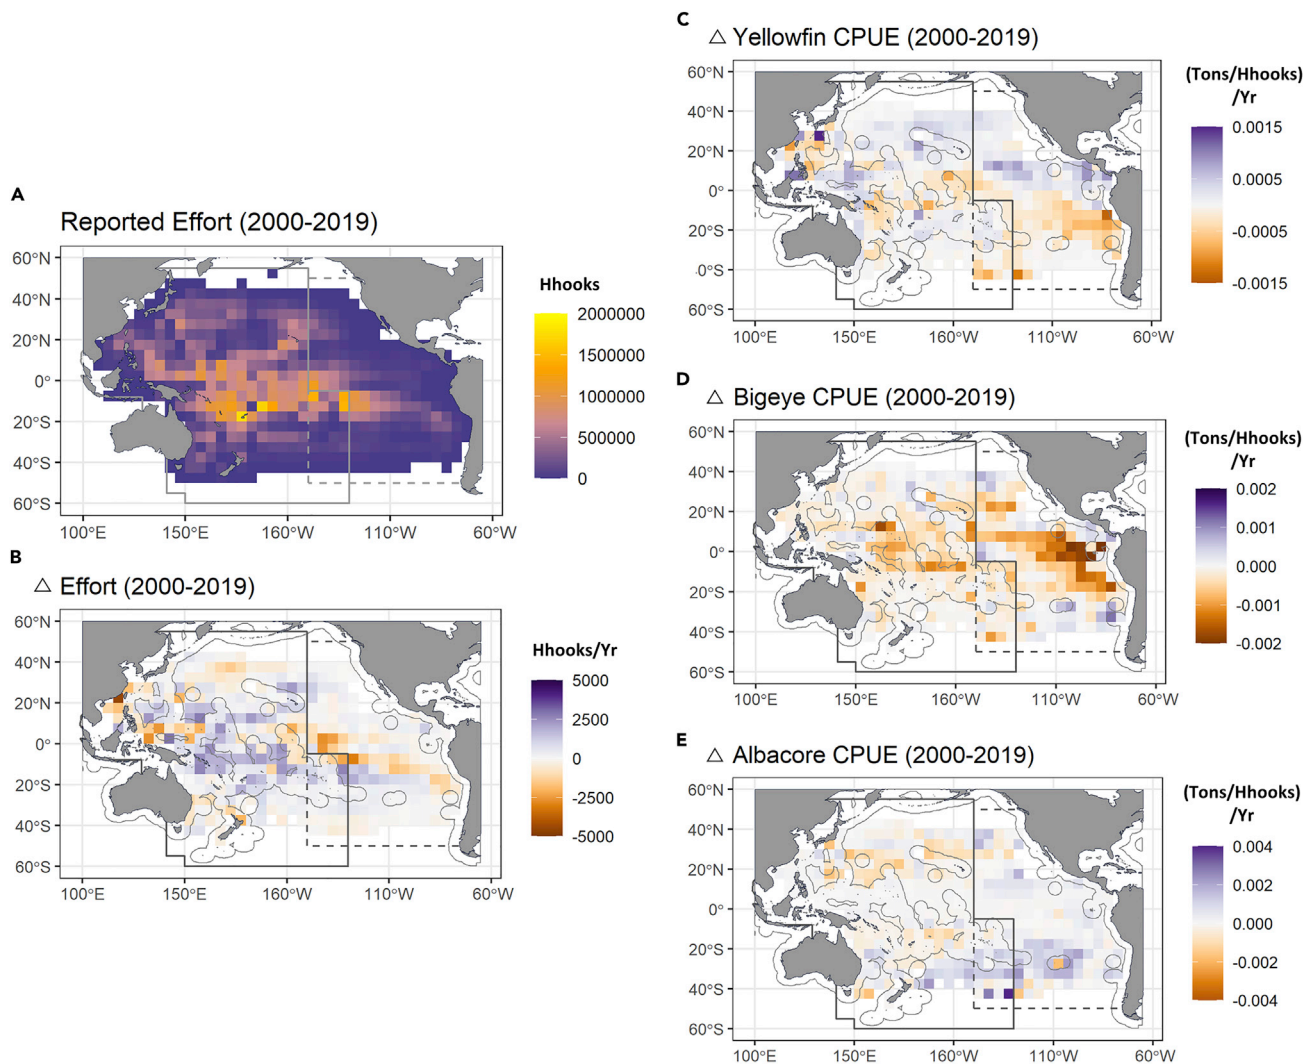 A
Reported Effort (2000-2019)
60°N
40°N
20°N
0°
20°S
40°S
60°S
100°E
150°E
160°W
110°W
60°W
Hhooks
2000000
1500000
1000000
500000
0
B
△ Effort (2000-2019)
60°N
40°N
20°N
0°
20°S
40°S
60°S
100°E
150°E
160°W
110°W
60°W
Hhooks/Yr
5000
2500
0
-2500
-5000
C
△ Yellowfin CPUE (2000-2019)
60°N
40°N
20°N
0°
20°S
40°S
60°S
100°E
150°E
160°W
110°W
60°W
(Tons/Hhooks)
/Yr
0.0015
0.0005
-0.0005
-0.0015
D
△ Bigeye CPUE (2000-2019)
60°N
40°N
20°N
0°
20°S
40°S
60°S
100°E
150°E
160°W
110°W
60°W
(Tons/Hhooks)
/Yr
0.002
0.001
0.000
-0.001
-0.002
E
△ Albacore CPUE (2000-2019)
60°N
40°N
20°N
0°
20°S
40°S
60°S
100°E
150°E
160°W
110°W
60°W
(Tons/Hhooks)
/Yr
0.004
0.002
0.000
-0.002
-0.004